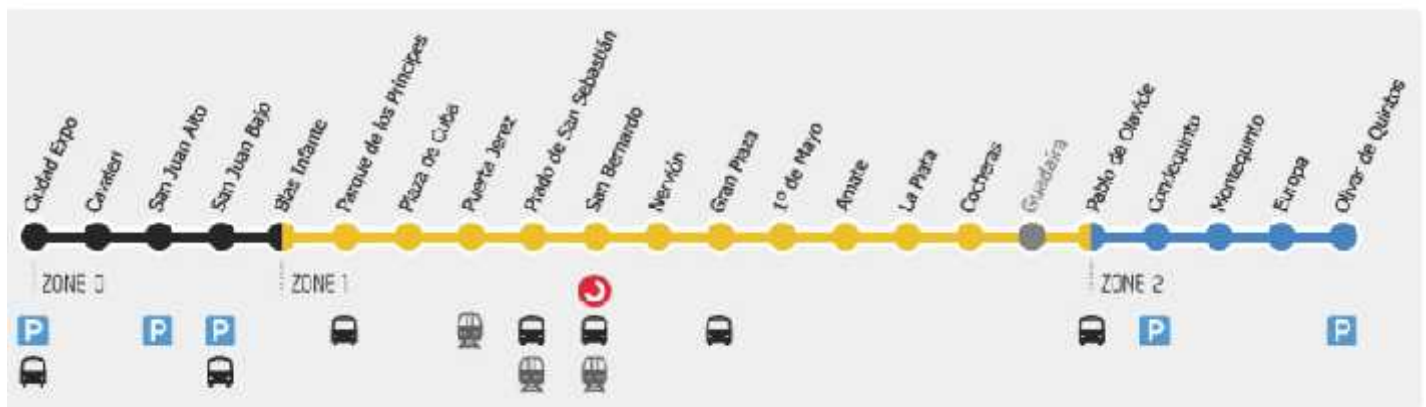 Ciudad Expo
Cavaleri
San Juan Alto
San Juan Bajo
Blas Infante
Parque de los Príncipes
Plaza de Cuba
Puerta Jerez
Prado de San Sebastián
San Bernardo
Nervión
Gran Plaza
1º de Mayo
Amate
La Plata
Cocheras
Guadaíra
Pablo de Olavide
Condequinto
Montequinto
Europa
Olivar de Quintos
ZONE 0
ZONE 1
ZONE 2
P
P
P
P
P